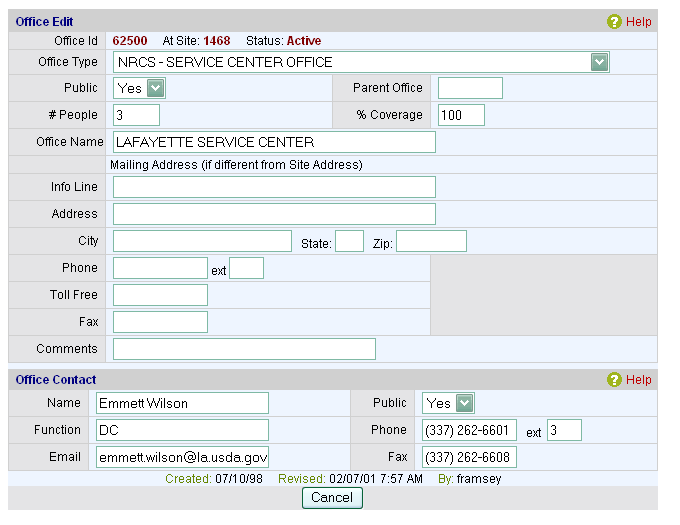 Office Edit ? Help
Office Id 62500 At Site: 1468 Status: Active
Office Type NRCS - SERVICE CENTER OFFICE
Public Yes Parent Office
# People 3 % Coverage 100
Office Name LAFAYETTE SERVICE CENTER
Mailing Address (if different from Site Address)
Info Line
Address
City State: Zip:
Phone ext
Toll Free
Fax
Comments
Office Contact ? Help
Name Emmett Wilson Public Yes
Function DC Phone (337) 262-6601 ext 3
Email emmett.wilson@la.usda.gov Fax (337) 262-6608
Created: 07/10/98 Revised: 02/07/01 7:57 AM By: framsey
Cancel